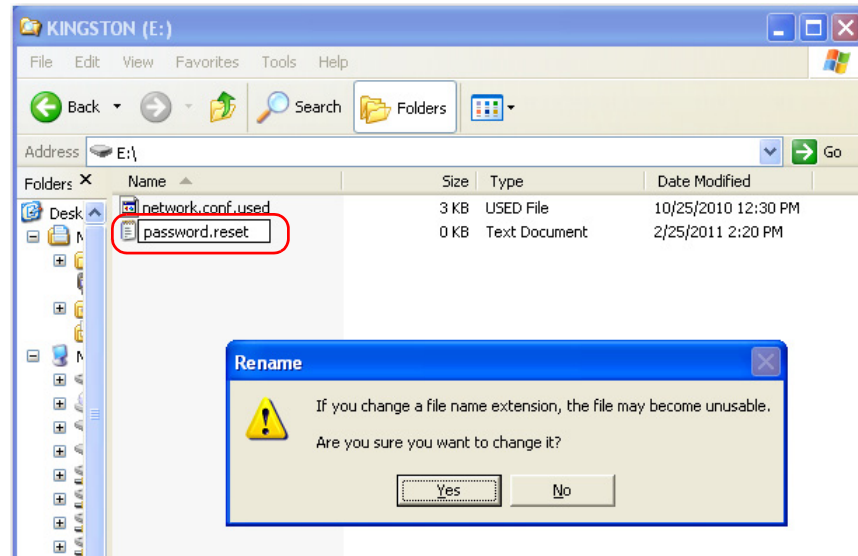 KINGSTON (E:)
File Edit View Favorites Tools Help
Back Search Folders
Address E:\ Go
Folders X Name Size Type Date Modified
Desk
network.conf.used 3 KB USED File 10/25/2010 12:30 PM
password.reset 0 KB Text Document 2/25/2011 2:20 PM
Rename
If you change a file name extension, the file may become unusable.
Are you sure you want to change it?
Yes No